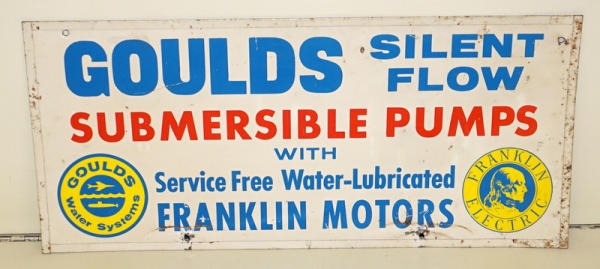 GOULDS
SILENT
FLOW
SUBMERSIBLE PUMPS
WITH
Service Free Water-Lubricated
FRANKLIN MOTORS
GOULDS
Water Systems
FRANKLIN
ELECTRIC